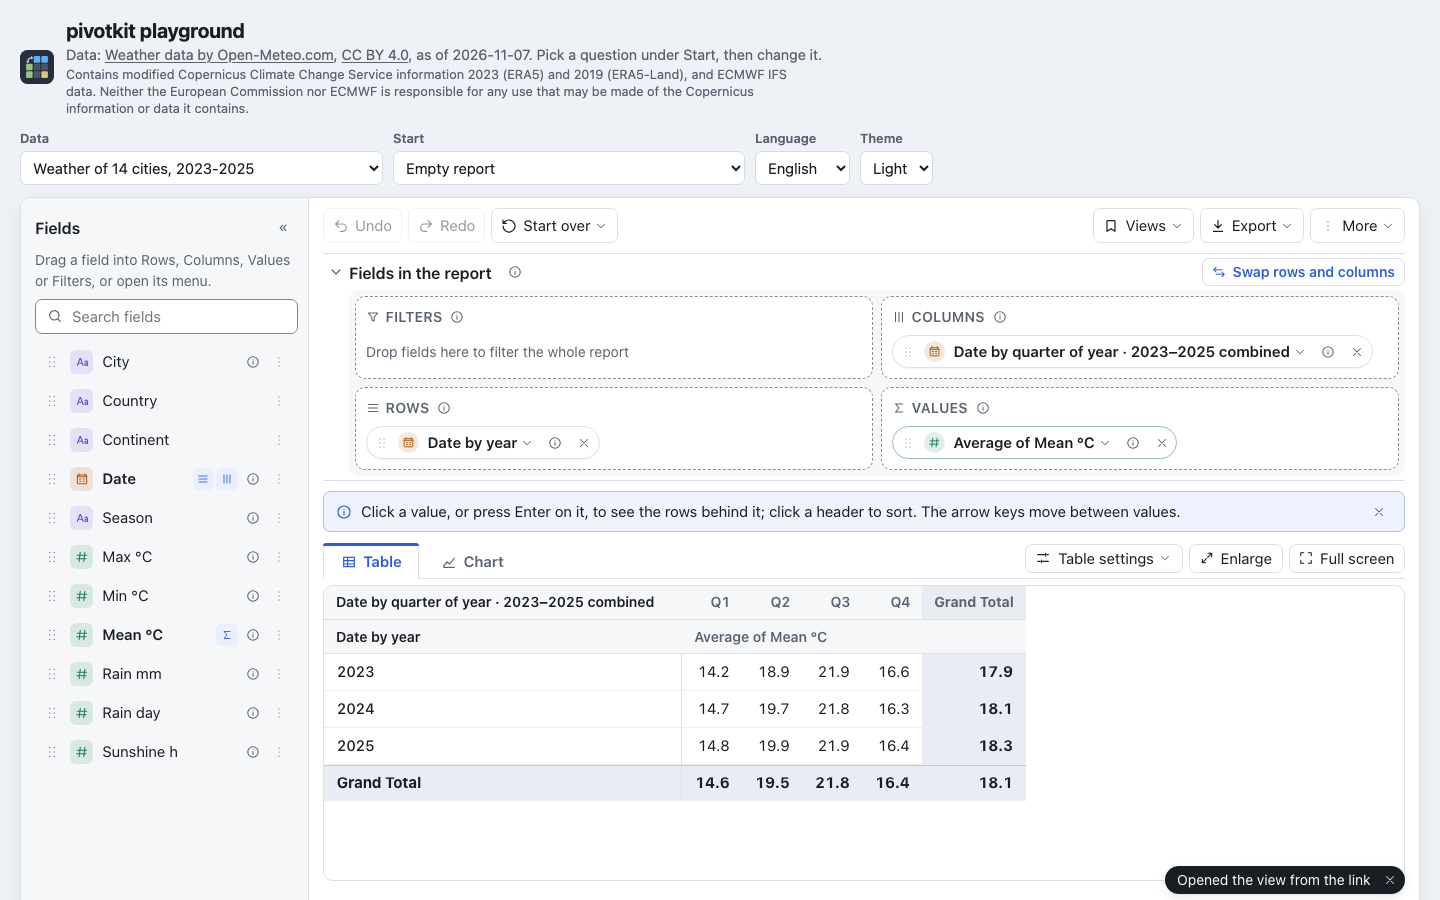 pivotkit playground
Data: Weather data by Open-Meteo.com, CC BY 4.0, as of 2026-11-07. Pick a question under Start, then change it.
Contains modified Copernicus Climate Change Service information 2023 (ERA5) and 2019 (ERA5-Land), and ECMWF IFS
data. Neither the European Commission nor ECMWF is responsible for any use that may be made of the Copernicus
information or data it contains.
Data Start Language Theme
Weather of 14 cities, 2023-2025 Empty report English Light
Fields «
Drag a field into Rows, Columns, Values
or Filters, or open its menu.
Search fields
Aa City
Aa Country
Aa Continent
Date
Aa Season
# Max °C
# Min °C
# Mean °C Σ
# Rain mm
# Rain day
# Sunshine h
Undo Redo Start over Views Export More
Fields in the report Swap rows and columns
FILTERS
Drop fields here to filter the whole report
COLUMNS
Date by quarter of year · 2023–2025 combined
ROWS
Date by year
Σ VALUES
# Average of Mean °C
Click a value, or press Enter on it, to see the rows behind it; click a header to sort. The arrow keys move between values.
Table Chart Table settings Enlarge Full screen
Date by quarter of year · 2023–2025 combined Q1 Q2 Q3 Q4 Grand Total
Date by year Average of Mean °C
2023 14.2 18.9 21.9 16.6 17.9
2024 14.7 19.7 21.8 16.3 18.1
2025 14.8 19.9 21.9 16.4 18.3
Grand Total 14.6 19.5 21.8 16.4 18.1
Opened the view from the link